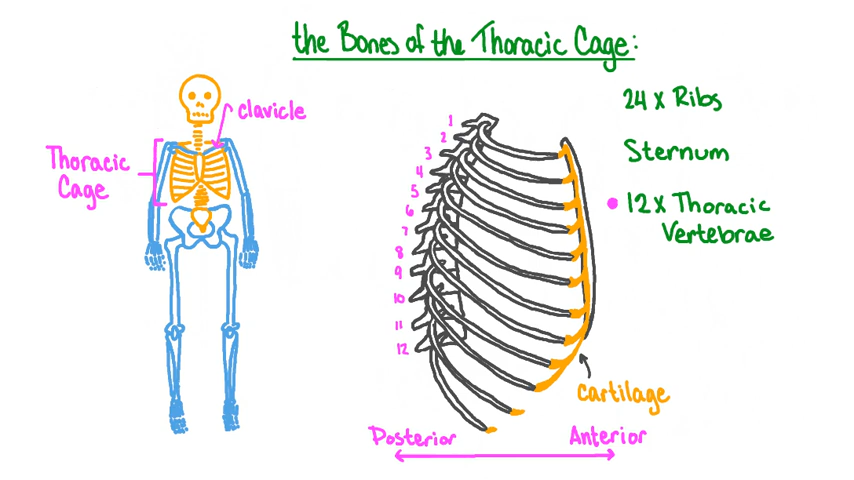 the Bones of the Thoracic Cage:
clavicle
Thoracic
Cage
1
2
3
4
5
6
7
8
9
10
11
12
24 x Ribs
Sternum
• 12 x Thoracic
Vertebrae
cartilage
Posterior
Anterior